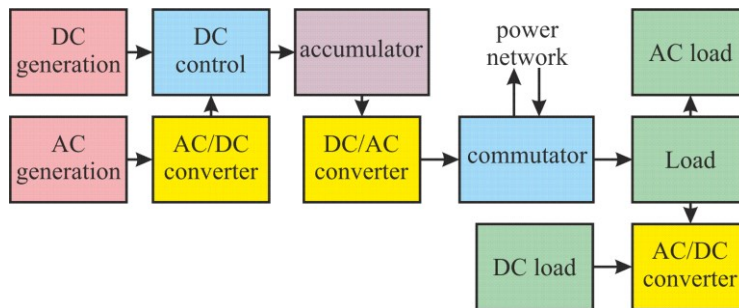 DC
generation
DC
control
accumulator
power
network
AC load
AC
generation
AC/DC
converter
DC/AC
converter
commutator
Load
DC load
AC/DC
converter